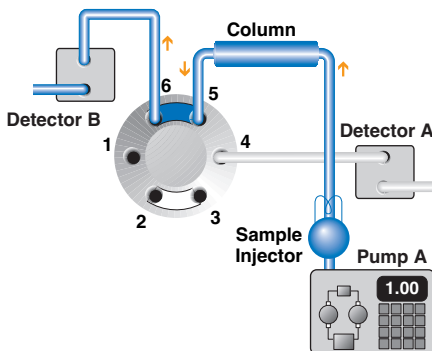 Column
6
5
Detector B
1
4
Detector A
2
3
Sample
Injector
Pump A
1.00